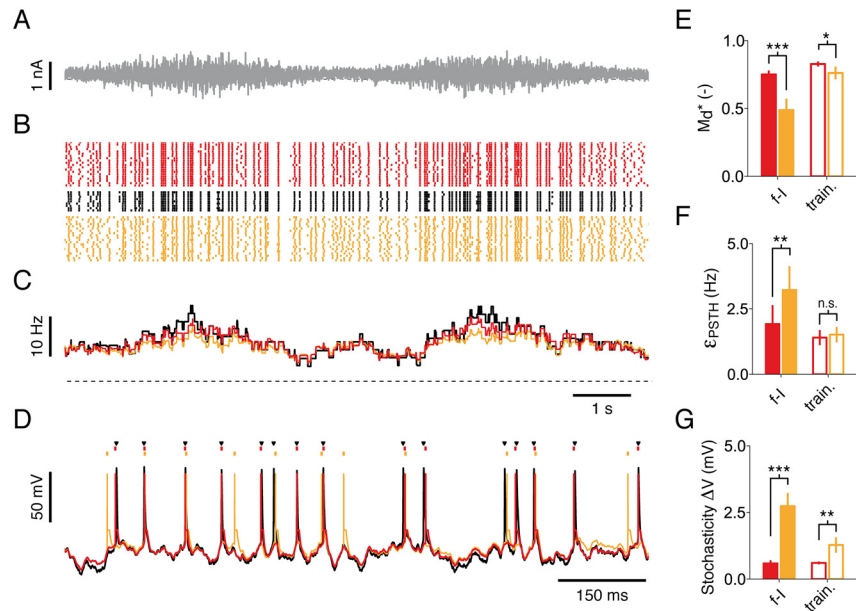 A
1 nA
B
C
10 Hz
1 s
D
50 mV
150 ms
E
Md* (-)
1.0
0.5
0.0
***
*
f-I
train.
F
εPSTH (Hz)
5.0
2.5
0.0
**
n.s.
f-I
train.
G
Stochasticity ΔV (mV)
5.0
2.5
0.0
***
**
f-I
train.